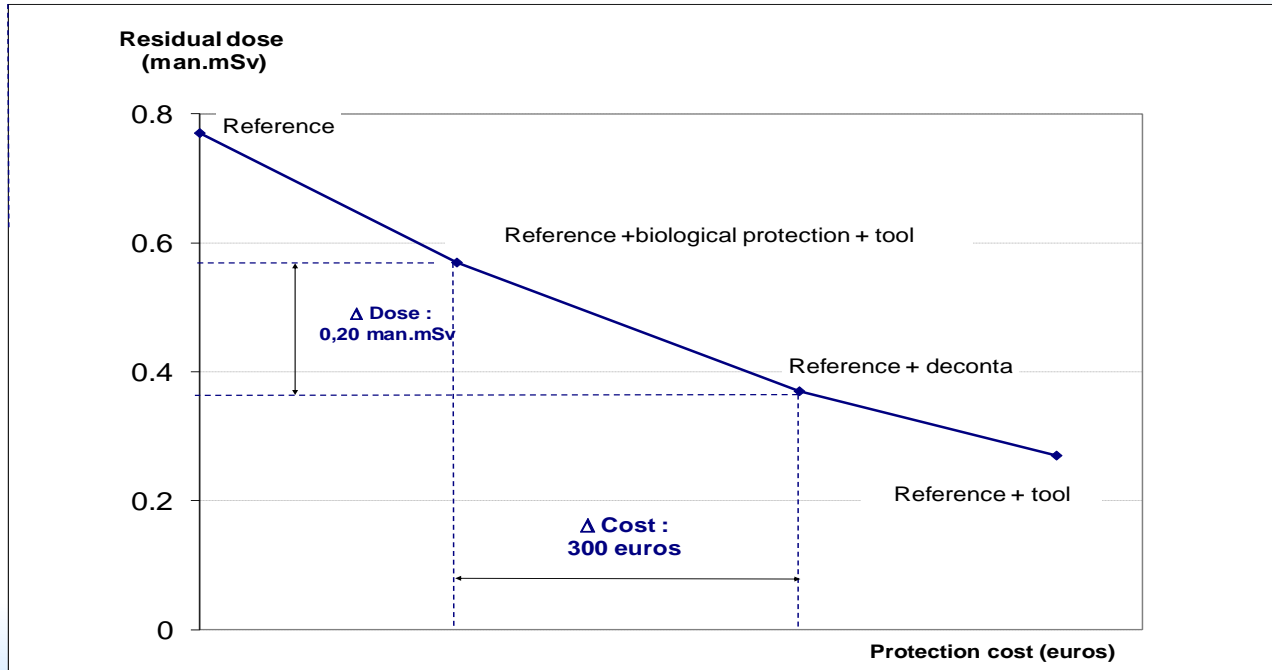 Residual dose
(man.mSv)
0.8
Reference
0.6
Reference +biological protection + tool
Δ Dose :
0,20 man.mSv
0.4
Reference + deconta
0.2
Reference + tool
Δ Cost :
300 euros
0
Protection cost (euros)